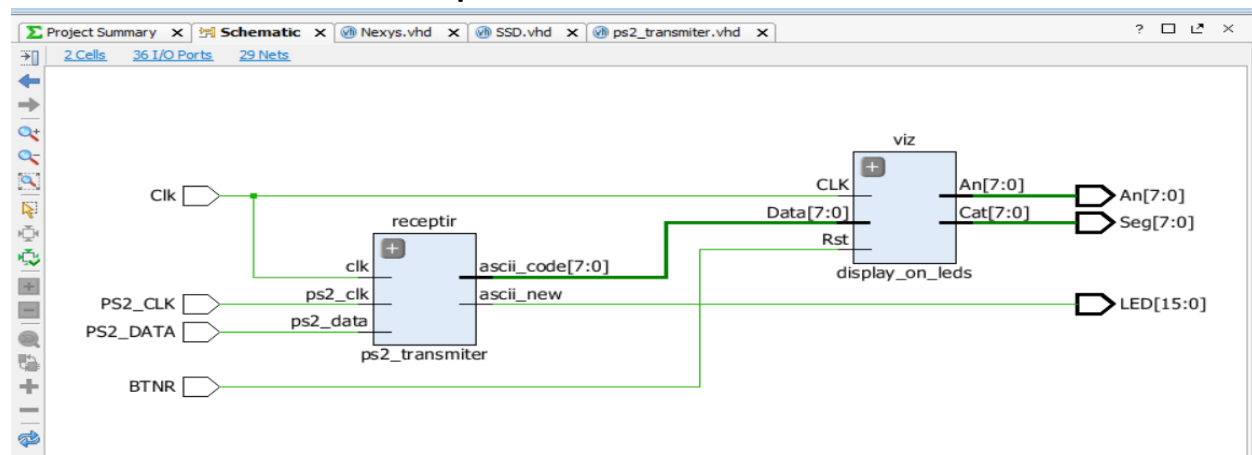 Project Summary Schematic Nexys.vhd SSD.vhd ps2_transmiter.vhd
2 Cells 36 I/O Ports 29 Nets
viz
Clk
CLK
An[7:0]
An[7:0]
Data[7:0]
Cat[7:0]
Seg[7:0]
receptir
Rst
clk
ascii_code[7:0]
display_on_leds
PS2_CLK
ps2_clk
ascii_new
LED[15:0]
PS2_DATA
ps2_data
ps2_transmiter
BTNR